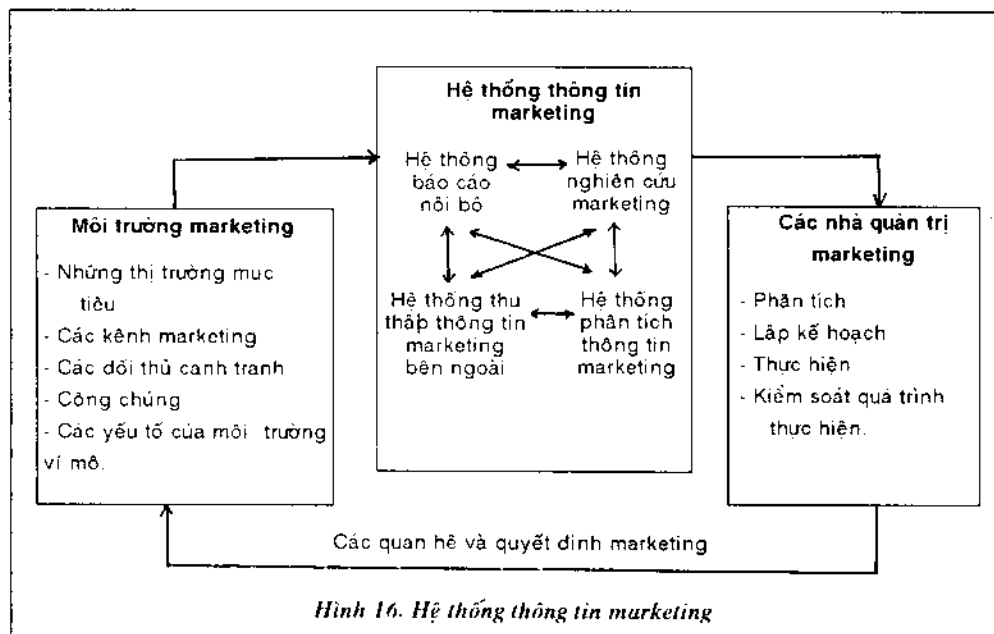 Hệ thống thông tin
marketing
Hệ thống
báo cáo
nôi bộ
Hệ thống
nghiên cứu
marketing
Hệ thống thu
thập thông tin
marketing
bên ngoài
Hệ thống
phân tích
thông tin
marketing
Môi trường marketing
- Những thị trường mục
tiêu
- Các kênh marketing
- Các đối thủ cạnh tranh
- Công chúng
- Các yếu tố của môi trường
vĩ mô.
Các nhà quản trị
marketing
- Phân tích
- Lập kế hoạch
- Thực hiện
- Kiểm soát quá trình
thực hiện.
Các quan hệ và quyết định marketing
Hình 16. Hệ thống thông tin marketing